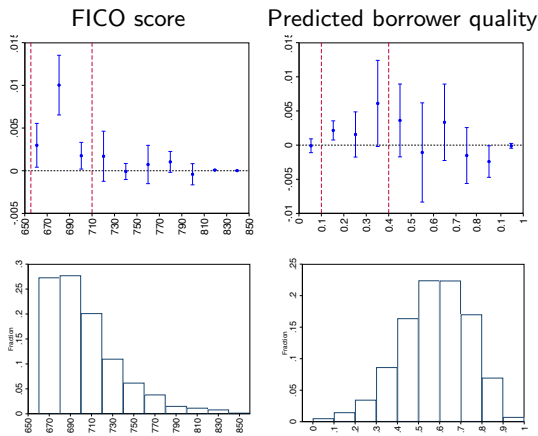 FICO score
.015
.01
.005
0
-.005
650 670 690 710 730 750 770 790 810 830 850
Predicted borrower quality
.015
.01
.005
0
-.005
-.01
0 0.1 0.2 0.3 0.4 0.5 0.6 0.7 0.8 0.1 1
Fraction
.3
.2
.1
0
650 670 690 710 730 750 770 790 810 830
Fraction
.25
.2
.15
.1
.05
0
0 .1 .2 .3 .4 .5 .6 .7 .8 .9 1